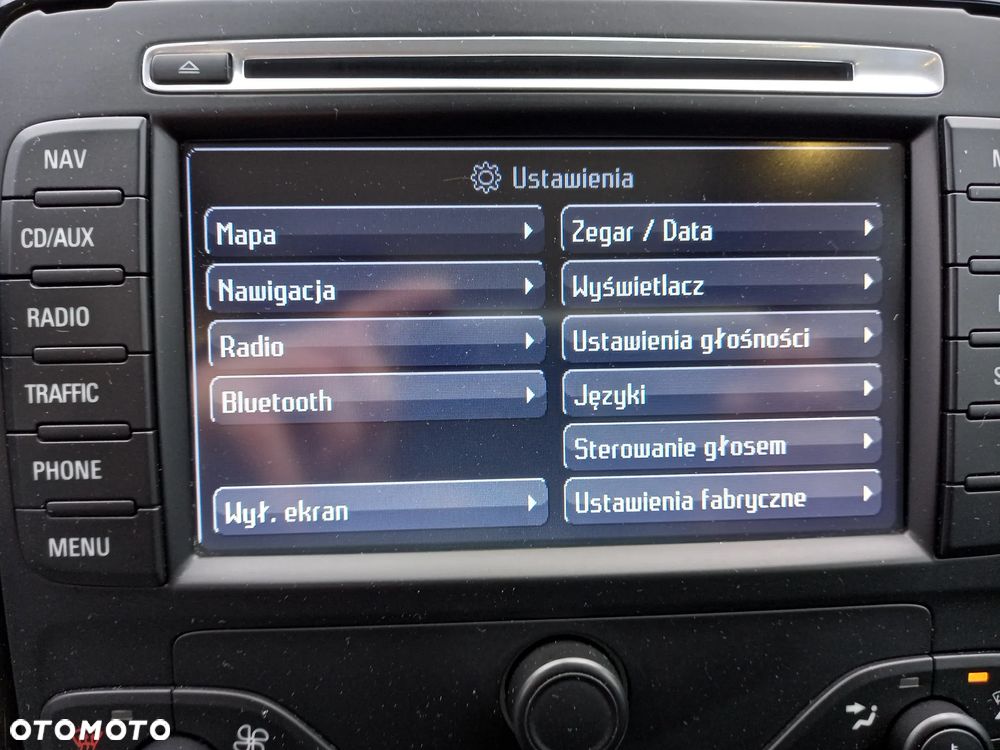 NAV
CD/AUX
RADIO
TRAFFIC
PHONE
MENU
Ustawienia
Mapa
Nawigacja
Radio
Bluetooth
Wył. ekran
Zegar / Data
Wyświetlacz
Ustawienia głośności
Języki
Sterowanie głosem
Ustawienia fabryczne
OTOMOTO